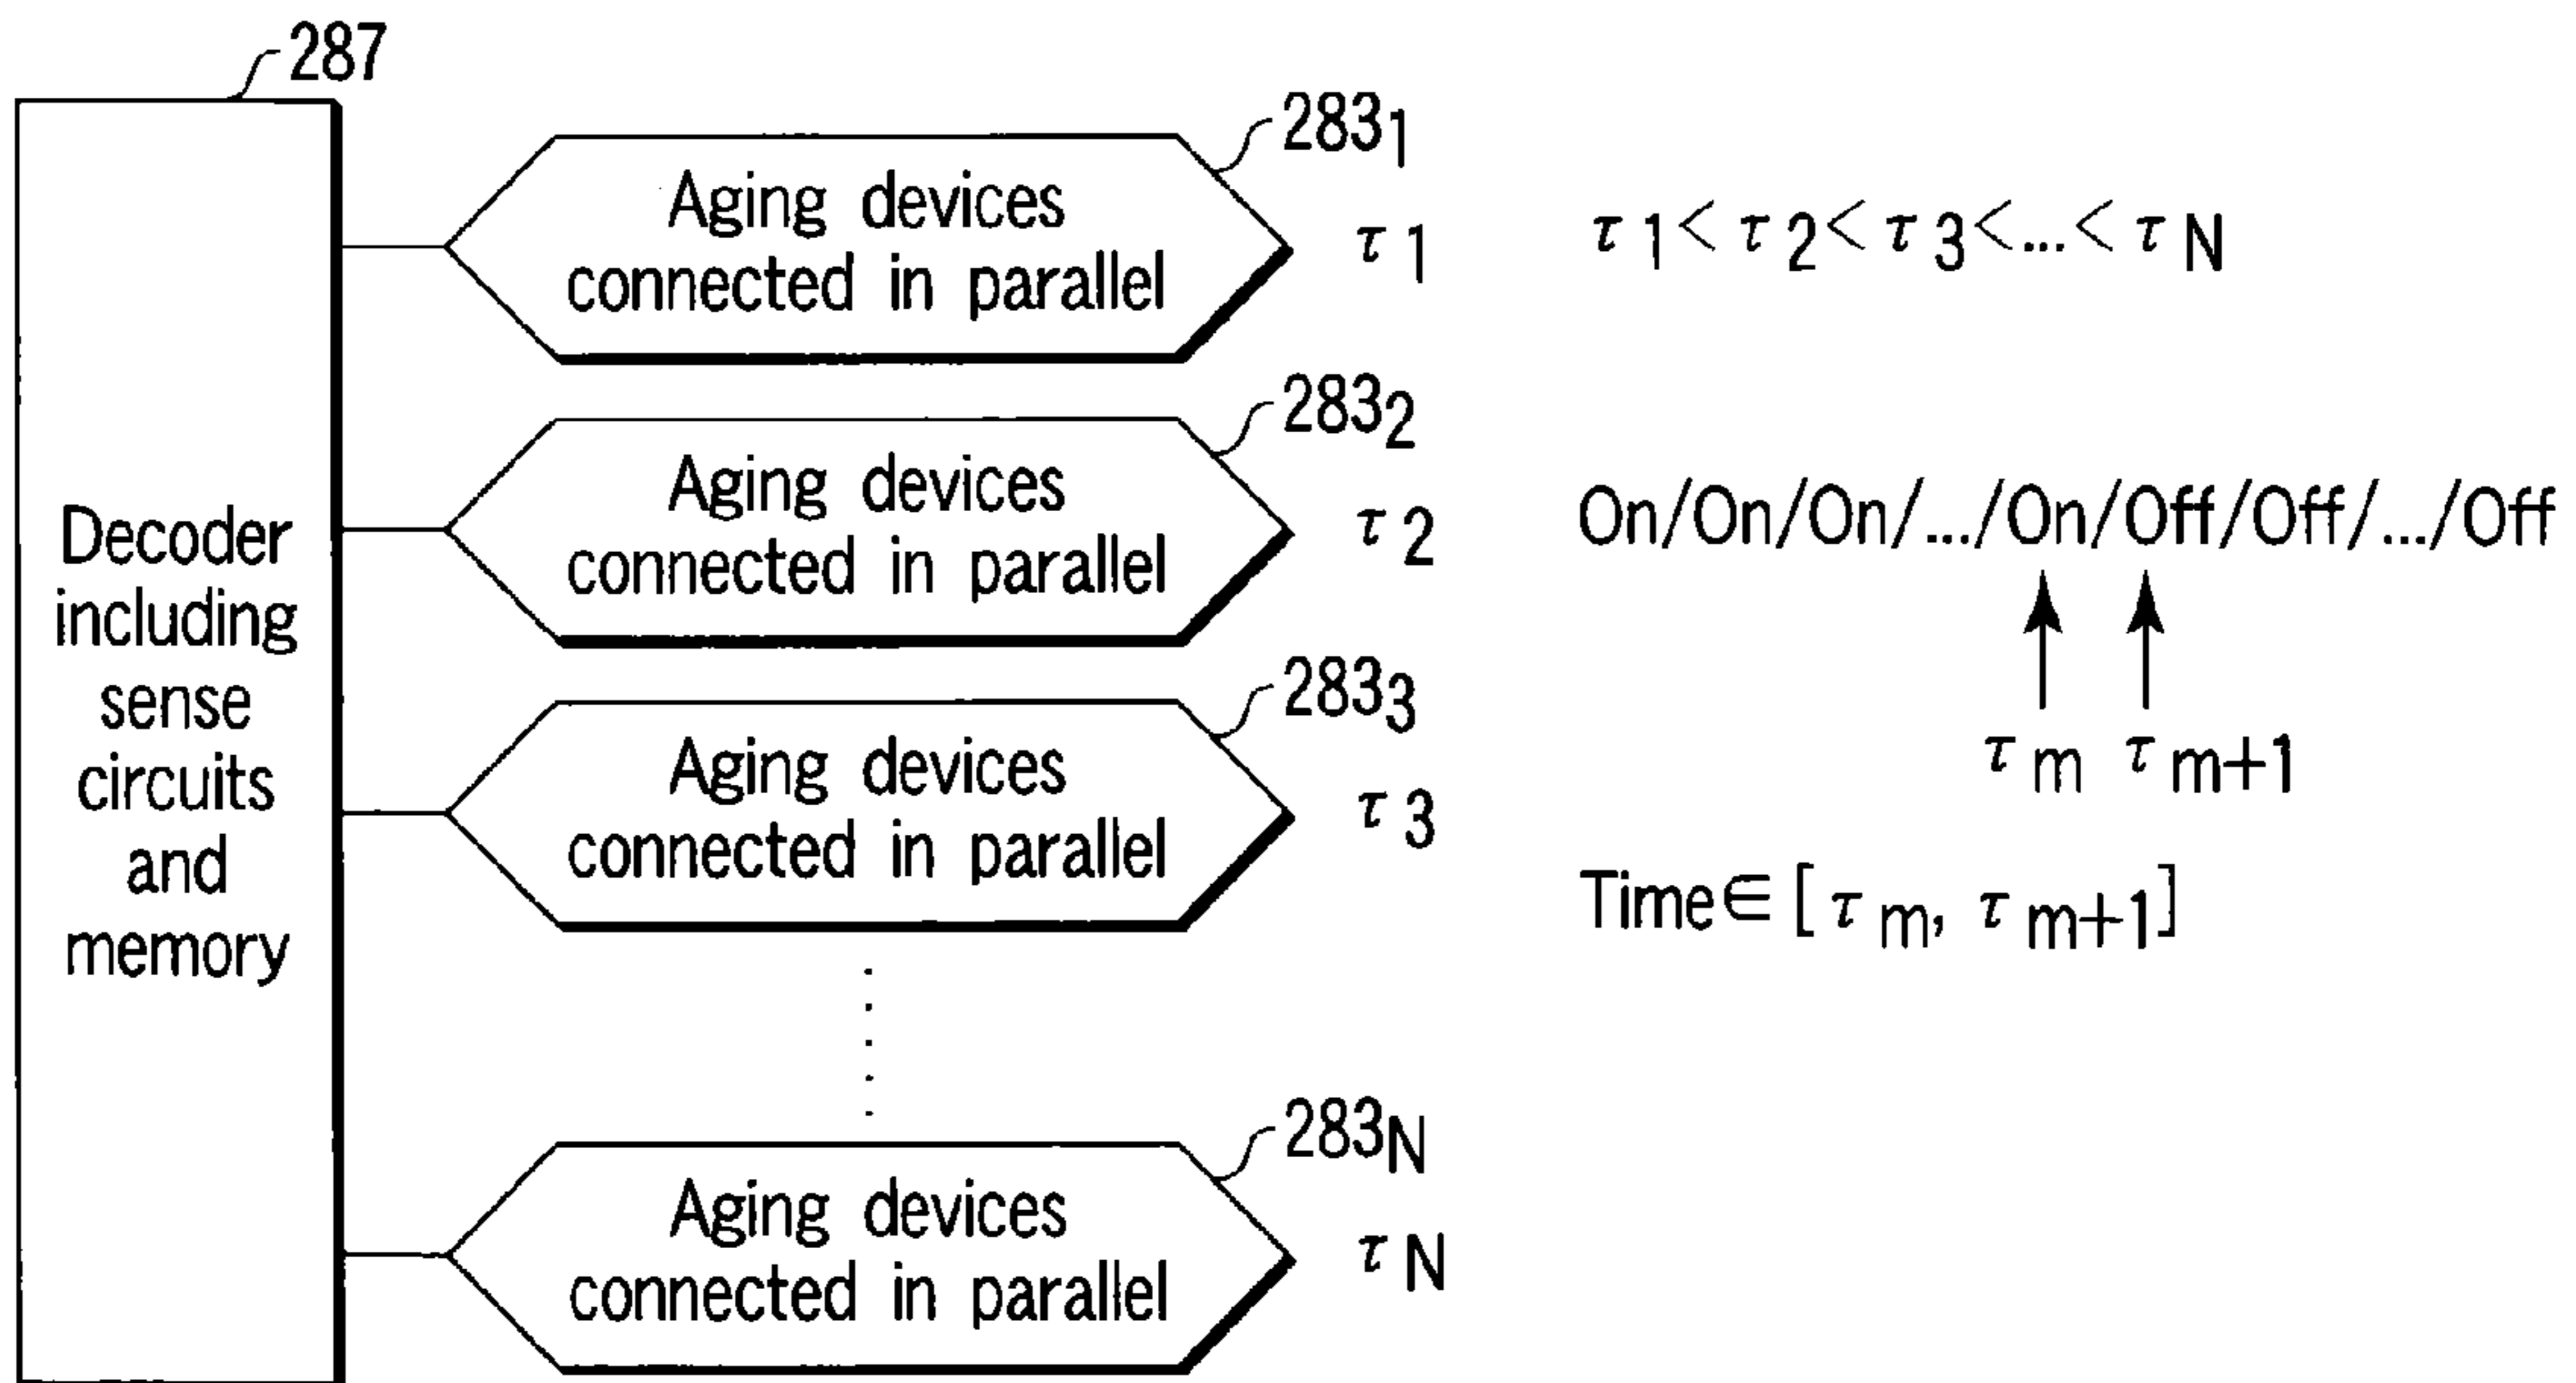 287
Decoder
including
sense
circuits
and
memory
283₁
Aging devices
connected in parallel
τ 1
283₂
Aging devices
connected in parallel
τ 2
283₃
Aging devices
connected in parallel
τ 3
283N
Aging devices
connected in parallel
τ N
τ 1< τ 2< τ 3<...< τ N
On/On/On/.../On/Off/Off/.../Off
τ m τ m+1
Time∈[ τ m, τ m+1]